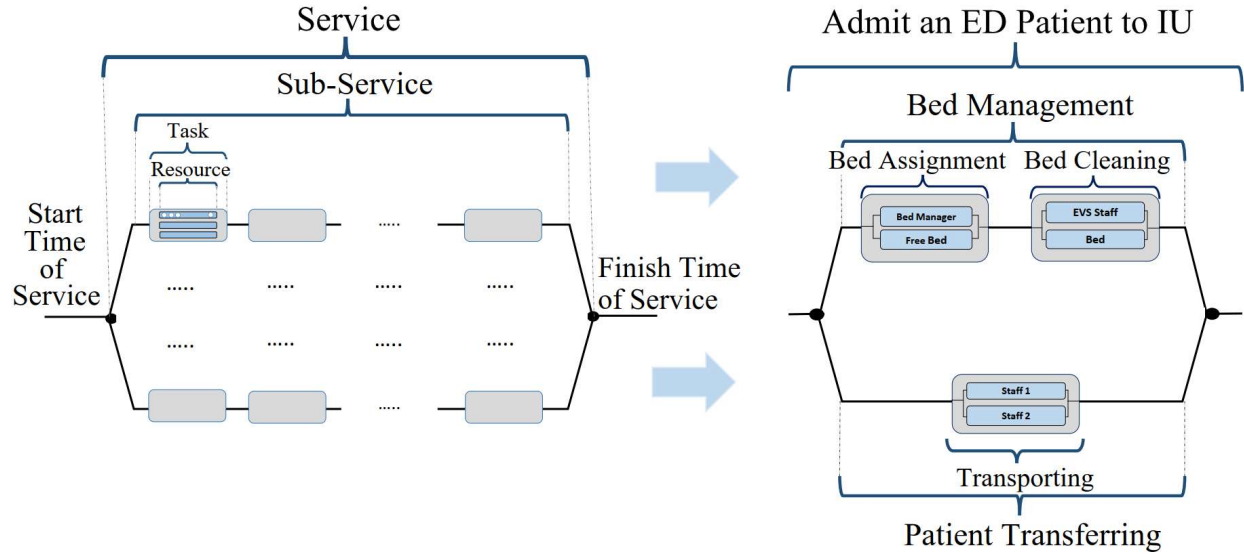 Service
Sub-Service
Task
Resource
Start
Time
of
Service
.....
..... ..... ..... .....
Finish Time
of Service
..... ..... ..... .....
.....
Admit an ED Patient to IU
Bed Management
Bed Assignment
Bed Cleaning
Bed Manager
Free Bed
EVS Staff
Bed
Staff 1
Staff 2
Transporting
Patient Transferring